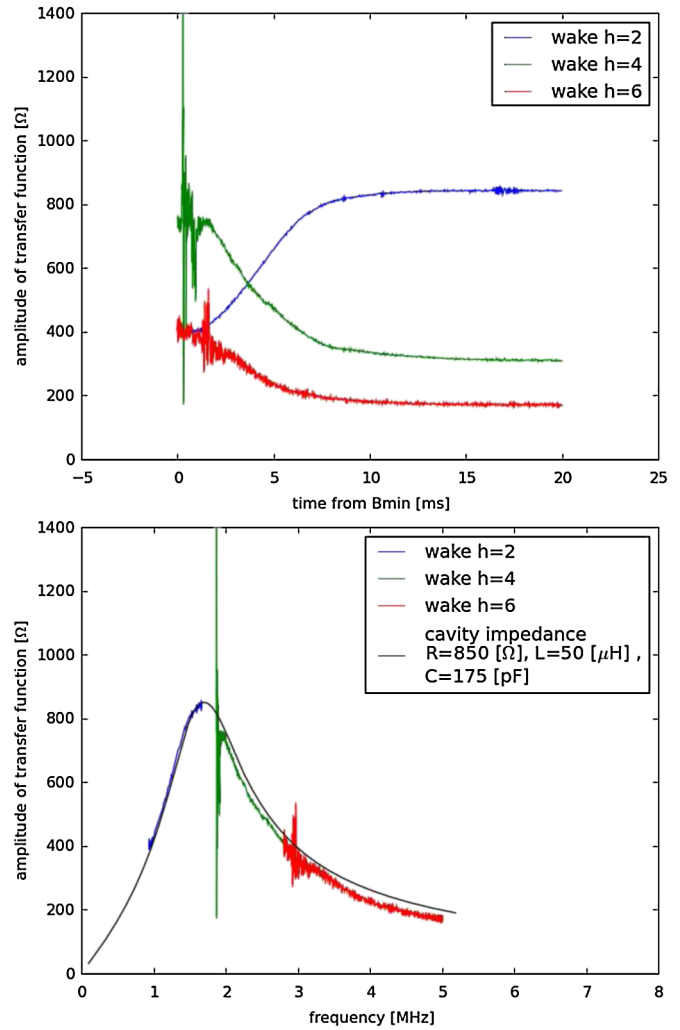 1400
1200
1000
800
600
400
200
0
amplitude of transfer function [Ω]
wake h=2
wake h=4
wake h=6
−5
0
5
10
15
20
25
time from Bmin [ms]
1400
1200
1000
800
600
400
200
0
amplitude of transfer function [Ω]
wake h=2
wake h=4
wake h=6
cavity impedance
R=850 [Ω], L=50 [μH] ,
C=175 [pF]
0
1
2
3
4
5
6
7
8
frequency [MHz]